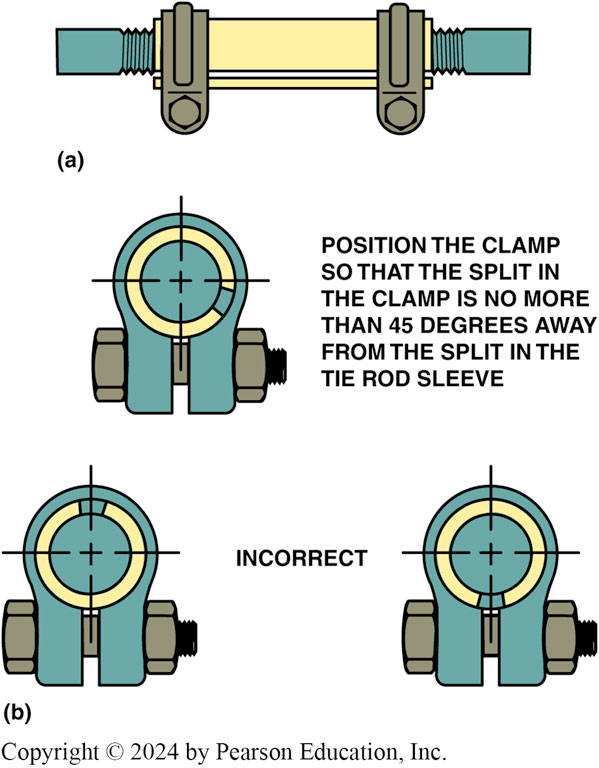 (a)
POSITION THE CLAMP
SO THAT THE SPLIT IN
THE CLAMP IS NO MORE
THAN 45 DEGREES AWAY
FROM THE SPLIT IN THE
TIE ROD SLEEVE
INCORRECT
(b)
Copyright © 2024 by Pearson Education, Inc.